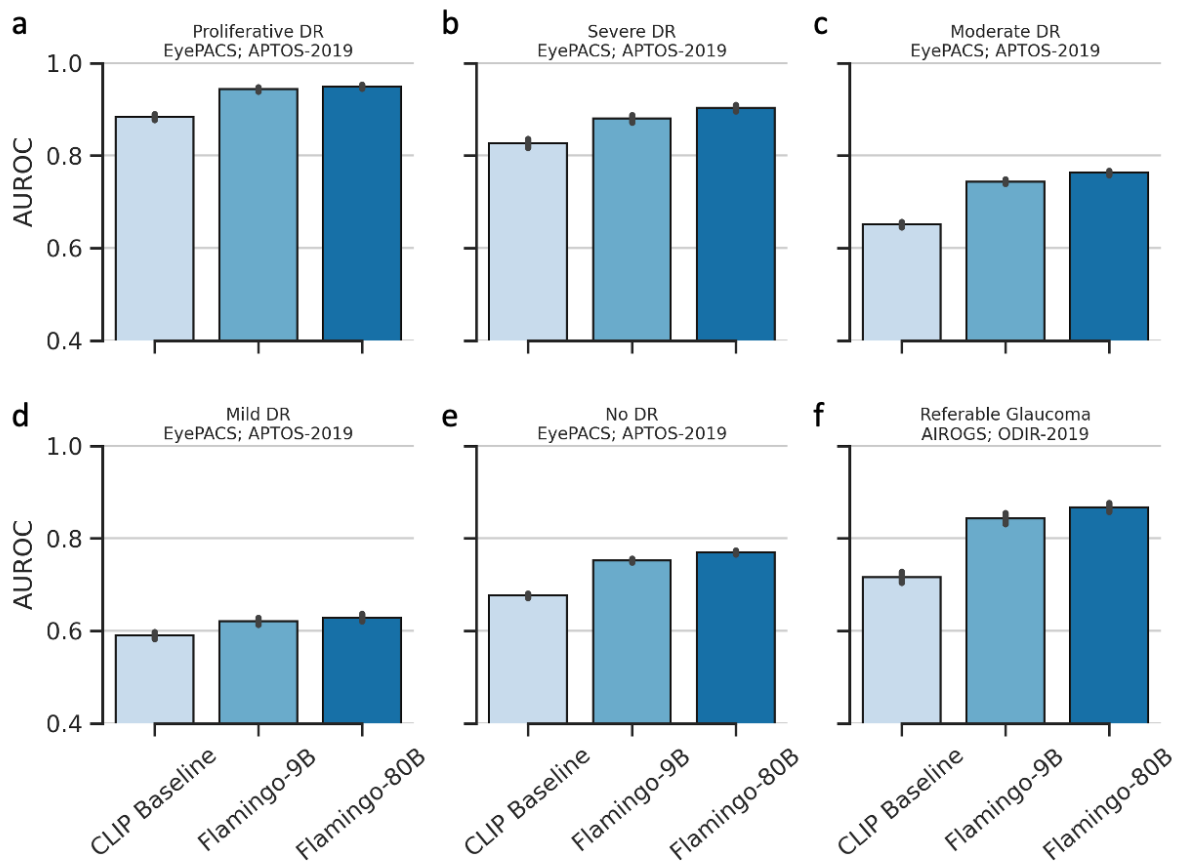 a
Proliferative DR
EyePACS; APTOS-2019
b
Severe DR
EyePACS; APTOS-2019
c
Moderate DR
EyePACS; APTOS-2019
AUROC
1.0
0.8
0.6
0.4
d
Mild DR
EyePACS; APTOS-2019
e
No DR
EyePACS; APTOS-2019
f
Referable Glaucoma
AIROGS; ODIR-2019
AUROC
1.0
0.8
0.6
0.4
CLIP Baseline
Flamingo-9B
Flamingo-80B
CLIP Baseline
Flamingo-9B
Flamingo-80B
CLIP Baseline
Flamingo-9B
Flamingo-80B